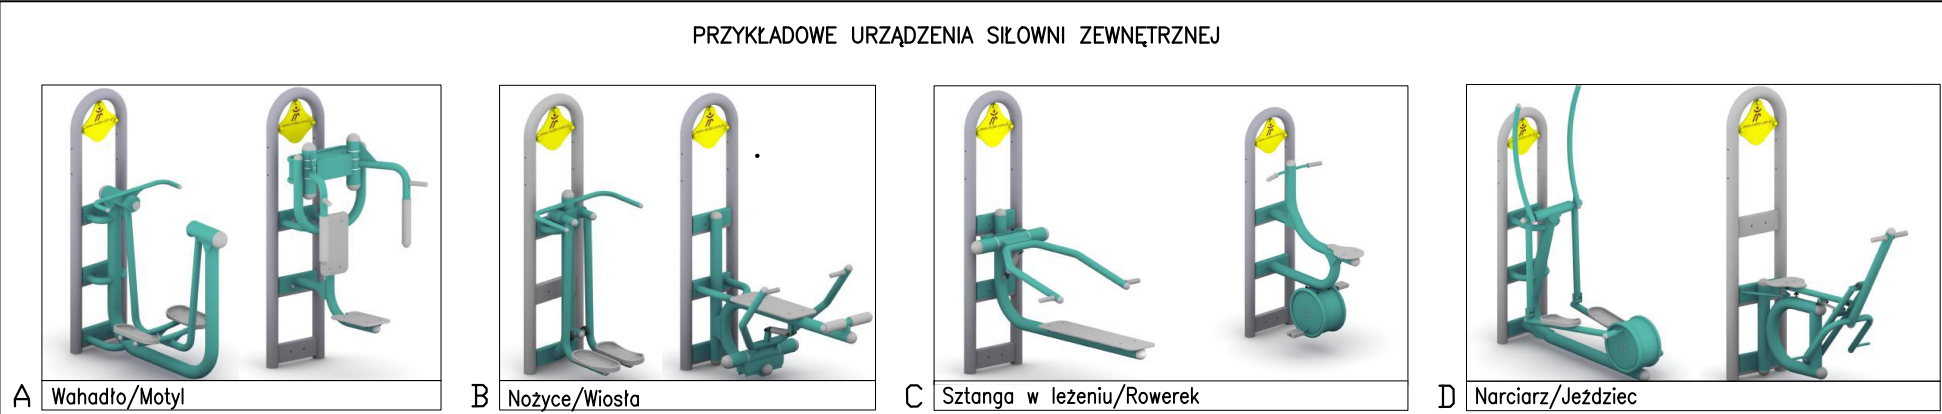 PRZYKŁADOWE URZĄDZENIA SIŁOWNI ZEWNĘTRZNEJ
A Wahadło/Motyl
B Nożyce/Wiosła
C Sztanga w leżeniu/Rowerek
D Narciarz/Jeździec